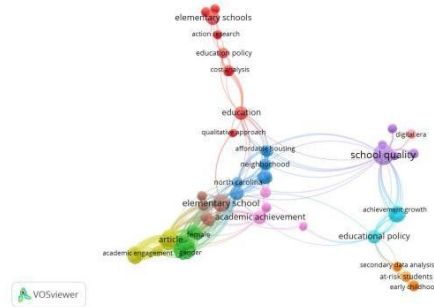 elementary schools
action research
education policy
cost analysis
education
qualitative approach
affordable housing
digital era
school quality
neighborhood
north carolina
elementary school
achievement growth
academic achievement
female
article
educational policy
gender
academic engagement
secondary data analysis
at-risk students
early childhoo
VOSviewer